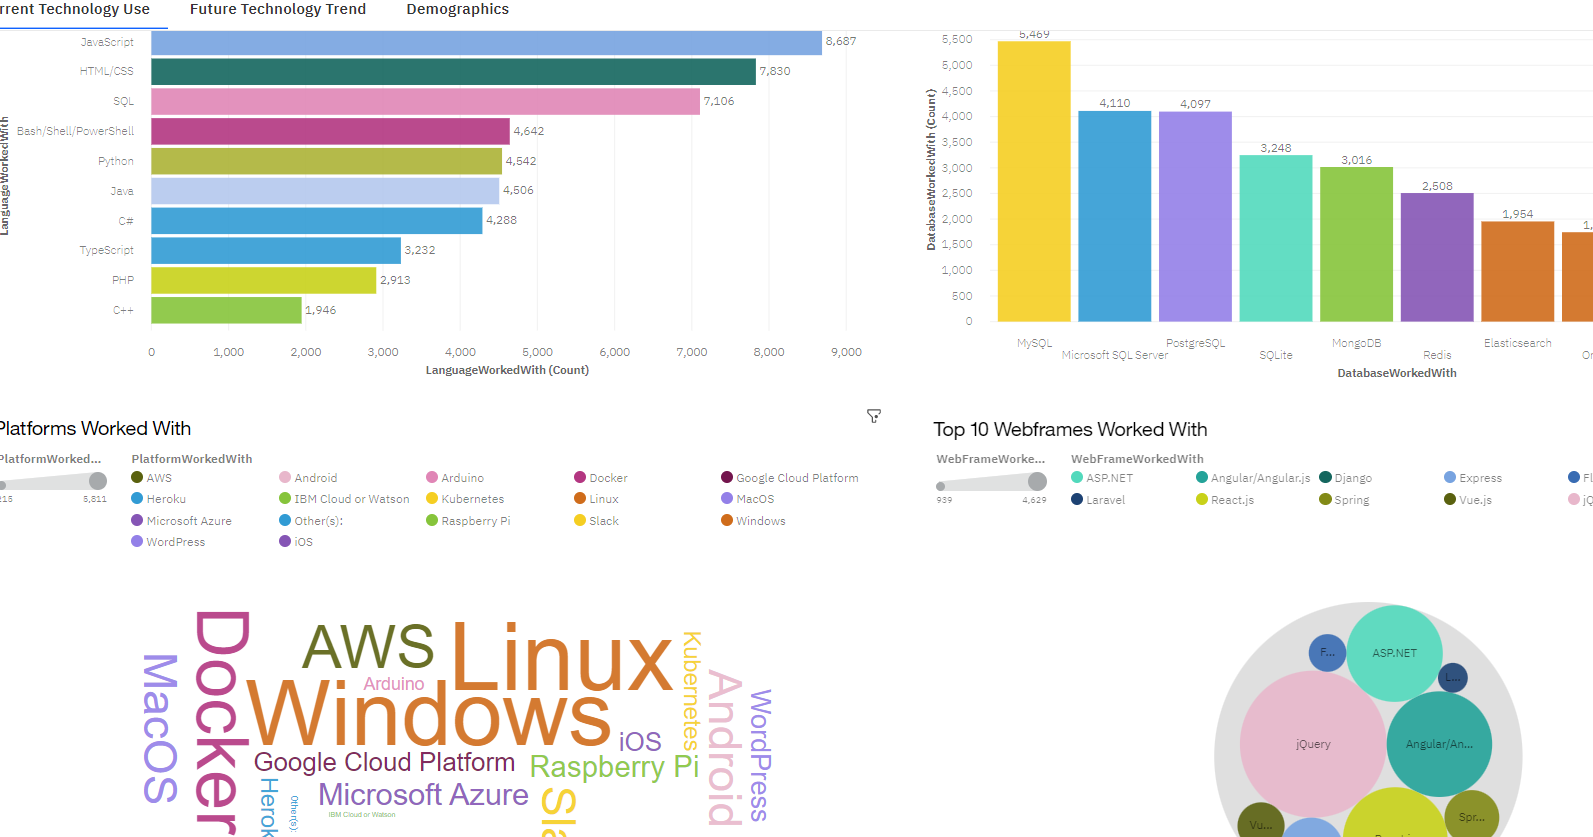 rrent Technology Use
Future Technology Trend
Demographics
LanguageWorkedWith
JavaScript 8,687
HTML/CSS 7,830
SQL 7,106
Bash/Shell/PowerShell 4,642
Python 4,542
Java 4,506
C# 4,288
TypeScript 3,232
PHP 2,913
C++ 1,946
0 1,000 2,000 3,000 4,000 5,000 6,000 7,000 8,000 9,000
LanguageWorkedWith (Count)
DatabaseWorkedWith (Count)
5,500
5,000
4,500
4,000
3,500
3,000
2,500
2,000
1,500
1,000
500
0
5,469
4,110
4,097
3,248
3,016
2,508
1,954
1,
MySQL
Microsoft SQL Server
PostgreSQL
SQLite
MongoDB
Redis
Elasticsearch
Or
DatabaseWorkedWith
Platforms Worked With
PlatformWorked...
215 5,811
PlatformWorkedWith
AWS Android Arduino Docker Google Cloud Platform
Heroku IBM Cloud or Watson Kubernetes Linux MacOS
Microsoft Azure Other(s): Raspberry Pi Slack Windows
WordPress iOS
Top 10 Webframes Worked With
WebFrameWorke...
939 4,629
WebFrameWorkedWith
ASP.NET Angular/Angular.js Django Express Fl
Laravel React.js Spring Vue.js jQ
MacOS
Docker
AWS
Linux
Arduino
Windows
Kubernetes
Android
WordPress
iOS
Google Cloud Platform
Raspberry Pi
Herok
Other(s):
Microsoft Azure
IBM Cloud or Watson
Sla
F...
ASP.NET
L...
jQuery
Angular/An...
Vu...
Spr...